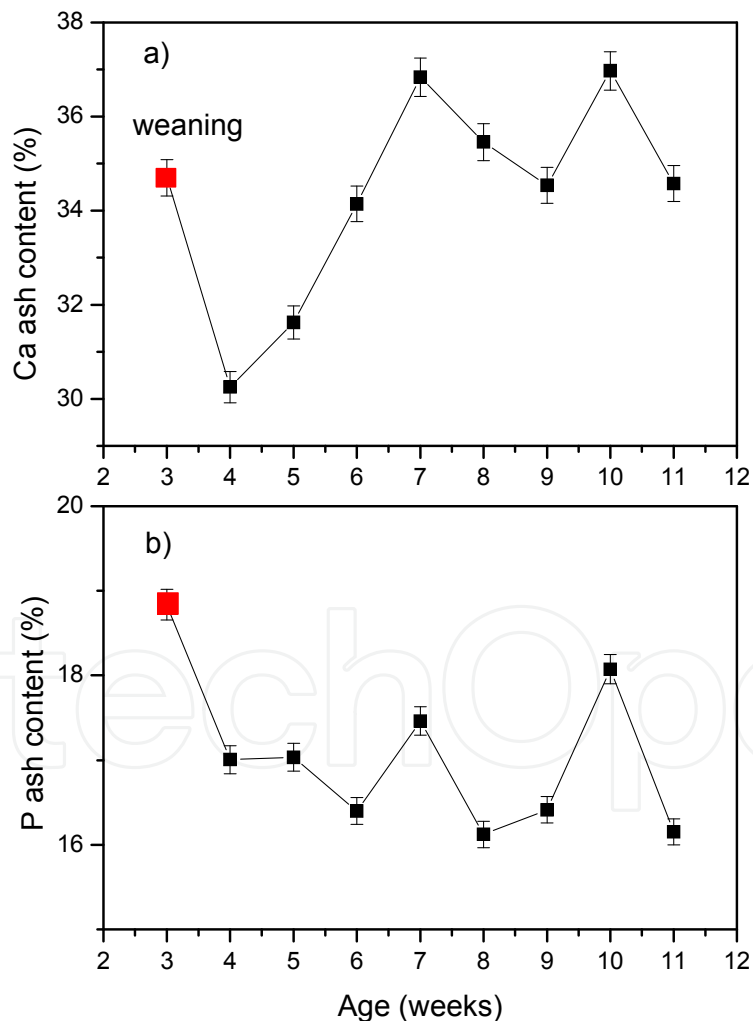 38
36
34
32
30
Ca ash content (%)
a)
weaning
2 3 4 5 6 7 8 9 10 11 12
20
18
16
P ash content (%)
b)
techOpe
2 3 4 5 6 7 8 9 10 11 12
Age (weeks)